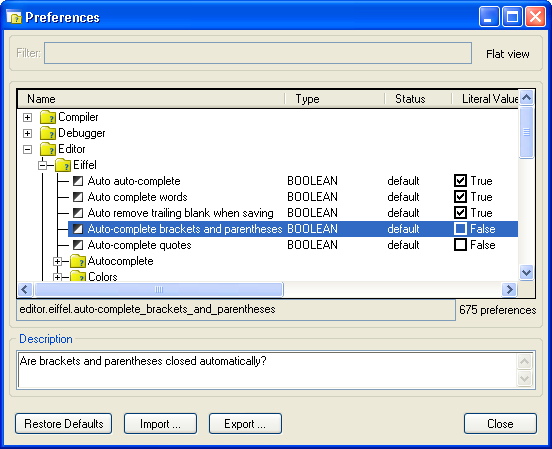 Preferences
Filter: Flat view
Name Type Status Literal Value
Compiler
Debugger
Editor
Eiffel
Auto auto-complete BOOLEAN default True
Auto complete words BOOLEAN default True
Auto remove trailing blank when saving BOOLEAN default True
Auto-complete brackets and parentheses BOOLEAN default False
Auto-complete quotes BOOLEAN default False
Autocomplete
Colors
editor.eiffel.auto-complete_brackets_and_parentheses 675 preferences
Description
Are brackets and parentheses closed automatically?
Restore Defaults Import ... Export ... Close